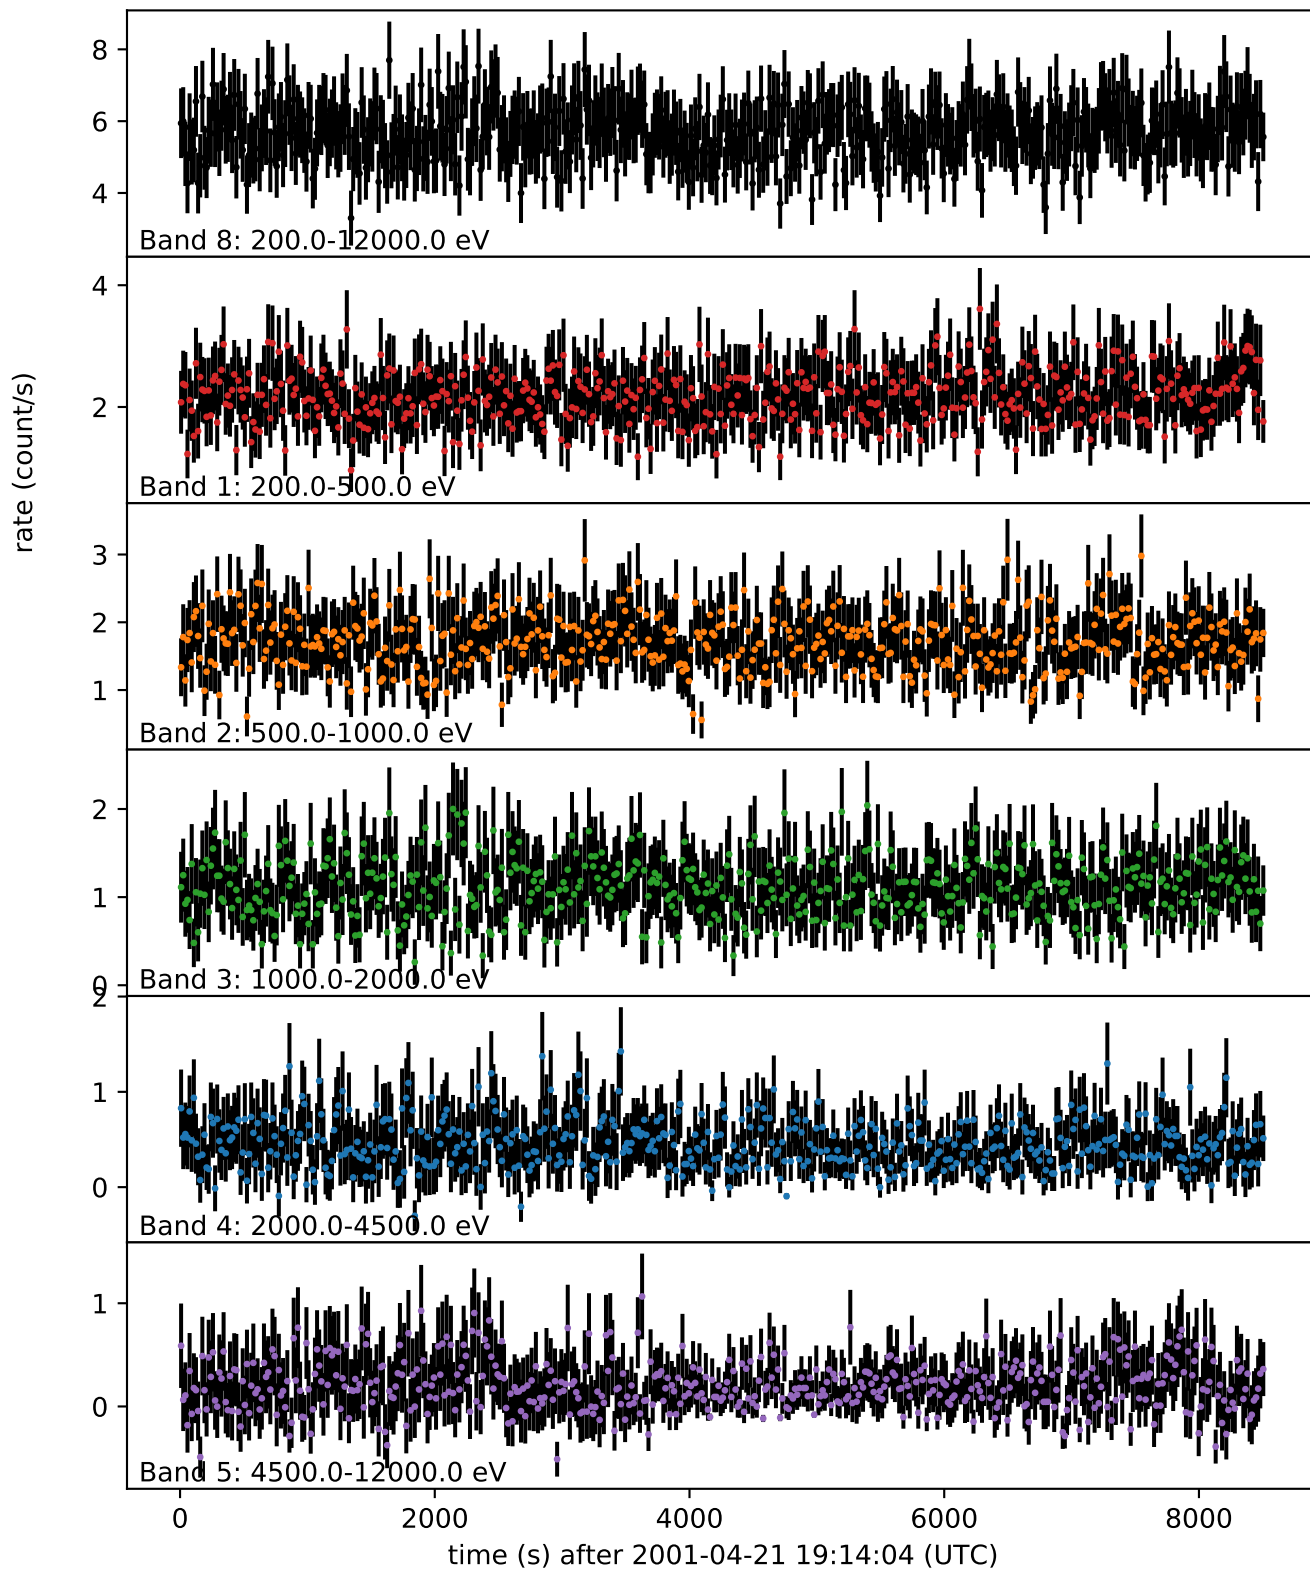 rate (count/s)
8
6
4
Band 8: 200.0-12000.0 eV
4
2
Band 1: 200.0-500.0 eV
3
2
1
Band 2: 500.0-1000.0 eV
2
1
0
Band 3: 1000.0-2000.0 eV
2
1
0
Band 4: 2000.0-4500.0 eV
1
0
Band 5: 4500.0-12000.0 eV
0 2000 4000 6000 8000
time (s) after 2001-04-21 19:14:04 (UTC)